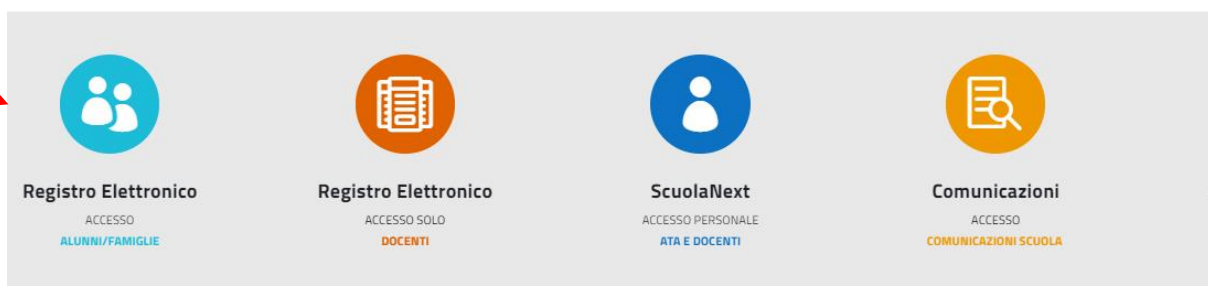 Registro Elettronico
ACCESSO
ALUNNI/FAMIGLIE
Registro Elettronico
ACCESSO SOLO
DOCENTI
ScuolaNext
ACCESSO PERSONALE
ATA E DOCENTI
Comunicazioni
ACCESSO
COMUNICAZIONI SCUOLA